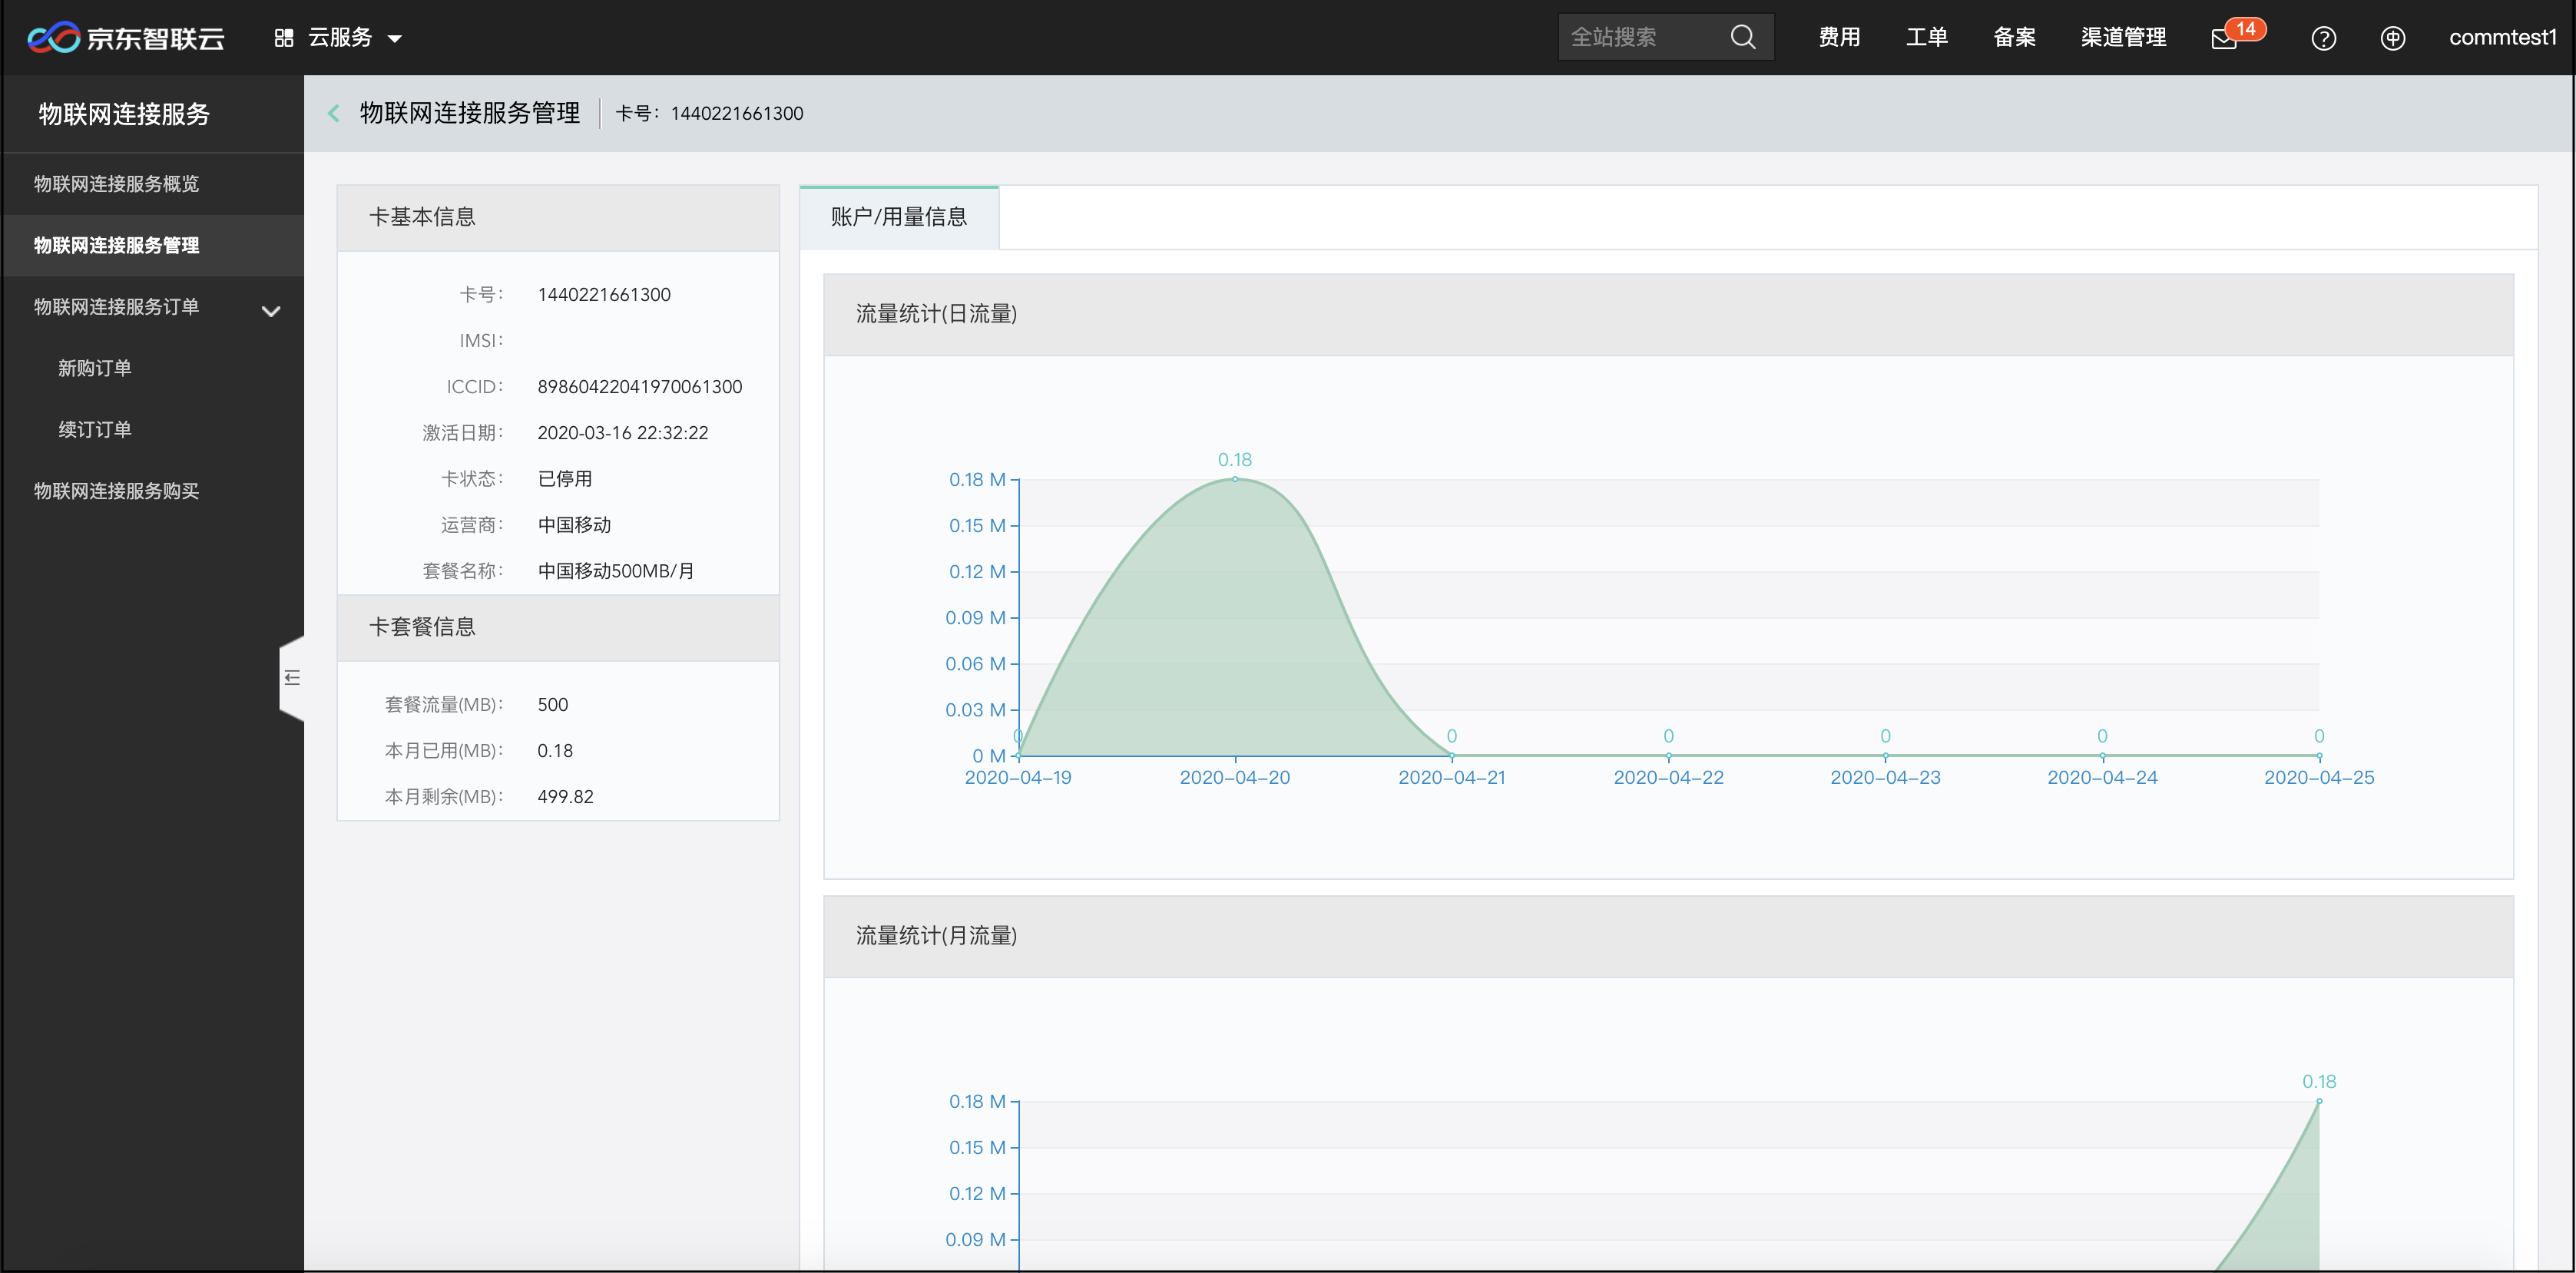 京东智联云
云服务
全站搜索
费用
工单
备案
渠道管理
14
commtest1
物联网连接服务
物联网连接服务概览
物联网连接服务管理
物联网连接服务订单
新购订单
续订订单
物联网连接服务购买
物联网连接服务管理
卡号：1440221661300
卡基本信息
卡号： 1440221661300
IMSI：
ICCID： 89860422041970061300
激活日期： 2020-03-16 22:32:22
卡状态： 已停用
运营商： 中国移动
套餐名称： 中国移动500MB/月
卡套餐信息
套餐流量(MB)： 500
本月已用(MB)： 0.18
本月剩余(MB)： 499.82
账户/用量信息
流量统计(日流量)
0.18
0.18 M
0.15 M
0.12 M
0.09 M
0.06 M
0.03 M
0 0 0 0 0 0
0 M
2020-04-19 2020-04-20 2020-04-21 2020-04-22 2020-04-23 2020-04-24 2020-04-25
流量统计(月流量)
0.18
0.18 M
0.15 M
0.12 M
0.09 M